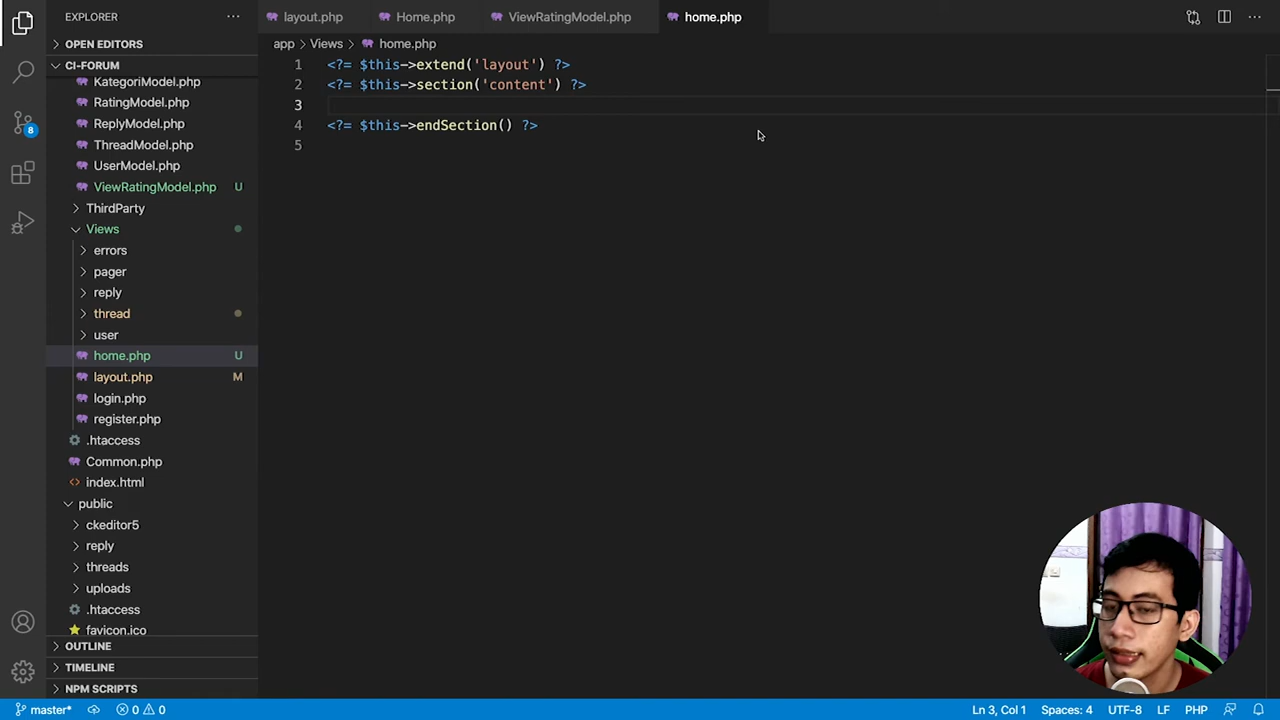 EXPLORER
···
layout.php
Home.php
ViewRatingModel.php
home.php
···
OPEN EDITORS
app > Views > home.php
CI-FORUM
KategoriModel.php
RatingModel.php
ReplyModel.php
ThreadModel.php
UserModel.php
ViewRatingModel.php U
ThirdParty
Views
errors
pager
reply
thread
user
home.php U
layout.php M
login.php
register.php
.htaccess
Common.php
index.html
public
ckeditor5
reply
threads
uploads
.htaccess
favicon.ico
OUTLINE
TIMELINE
NPM SCRIPTS
1 <?= $this->extend('layout') ?>
2 <?= $this->section('content') ?>
3
4 <?= $this->endSection() ?>
5
8
master* 0 0
Ln 3, Col 1 Spaces: 4 UTF-8 LF PHP